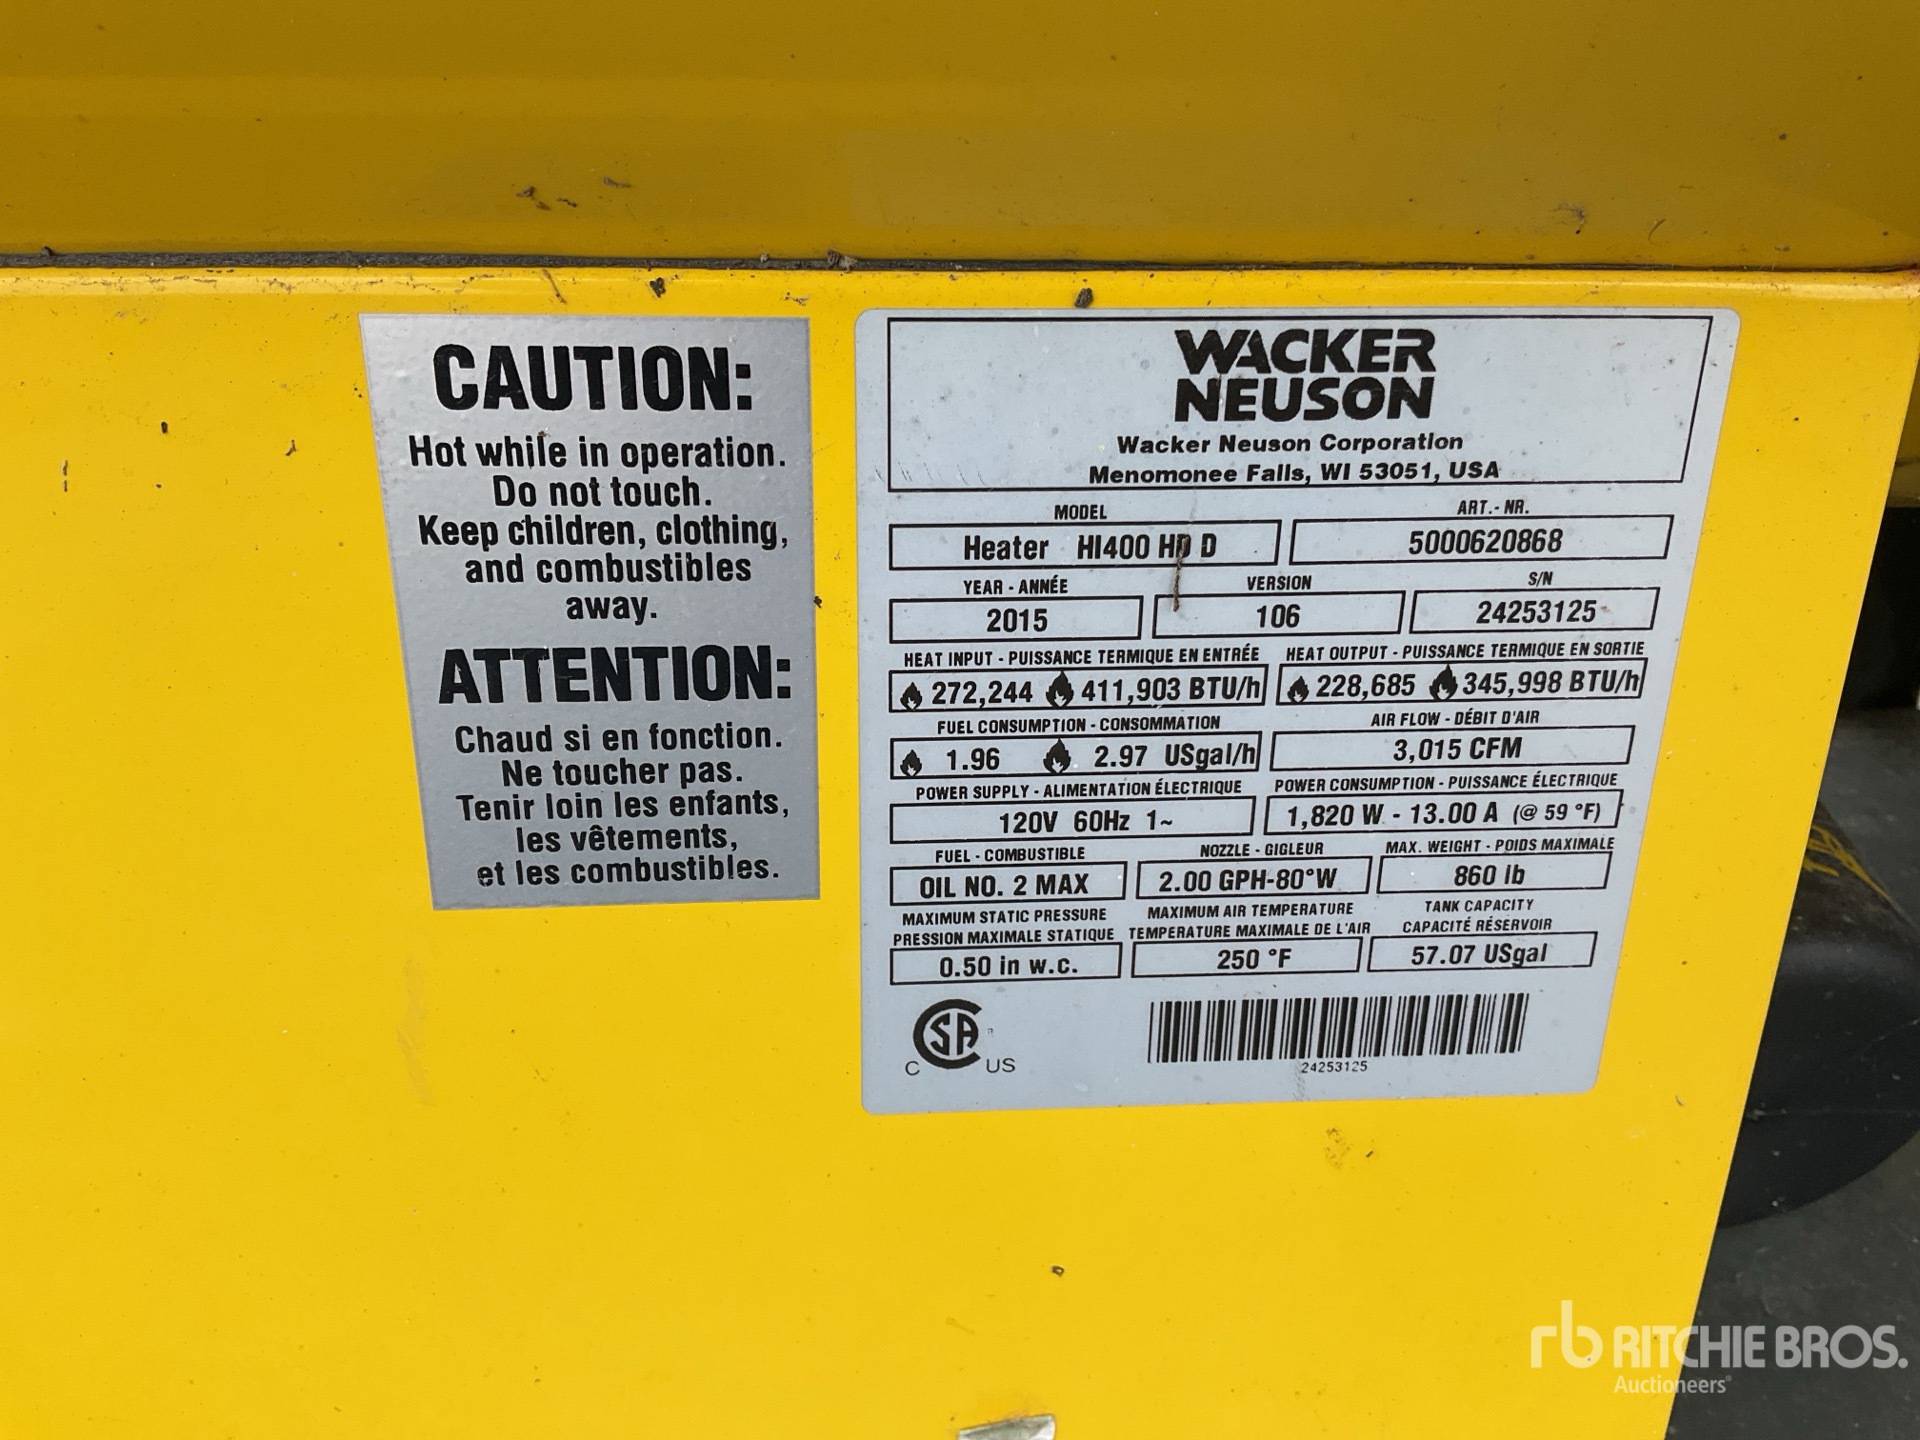 CAUTION:
Hot while in operation.
Do not touch.
Keep children, clothing,
and combustibles
away.
ATTENTION:
Chaud si en fonction.
Ne toucher pas.
Tenir loin les enfants,
les vêtements,
et les combustibles.
WACKER
NEUSON
Wacker Neuson Corporation
Menomonee Falls, WI 53051, USA
MODEL ART.- NR.
Heater HI400 HD D 5000620868
YEAR - ANNÉE VERSION S/N
2015 106 24253125
HEAT INPUT - PUISSANCE TERMIQUE EN ENTRÉE HEAT OUTPUT - PUISSANCE TERMIQUE EN SORTIE
272,244 411,903 BTU/h 228,685 345,998 BTU/h
FUEL CONSUMPTION - CONSOMMATION AIR FLOW - DÉBIT D'AIR
1.96 2.97 USgal/h 3,015 CFM
POWER SUPPLY - ALIMENTATION ÉLECTRIQUE POWER CONSUMPTION - PUISSANCE ÉLECTRIQUE
120V 60Hz 1~ 1,820 W - 13.00 A (@ 59 °F)
FUEL - COMBUSTIBLE NOZZLE - GIGLEUR MAX. WEIGHT - POIDS MAXIMALE
OIL NO. 2 MAX 2.00 GPH-80°W 860 lb
MAXIMUM STATIC PRESSURE MAXIMUM AIR TEMPERATURE TANK CAPACITY
PRESSION MAXIMALE STATIQUE TEMPERATURE MAXIMALE DE L'AIR CAPACITÉ RÉSERVOIR
0.50 in w.c. 250 °F 57.07 USgal
CSA
C US
24253125
rb RITCHIE BROS.
Auctioneers®